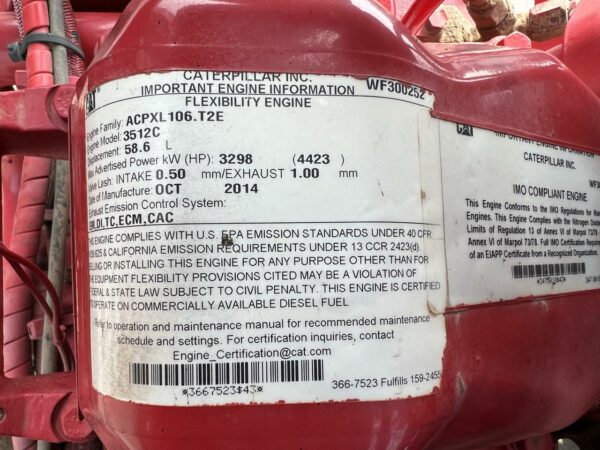 CATERPILLAR INC.
IMPORTANT ENGINE INFORMATION WF300252
FLEXIBILITY ENGINE
CAT
Engine Family: ACPXL106.T2E
Engine Model: 3512C
Displacement: 58.6 L
Max Advertised Power kW (HP): 3298 (4423)
Valve Lash: INTAKE 0.50 mm/EXHAUST 1.00 mm
Date of Manufacture: OCT 2014
Exhaust Emission Control System:
EM,DI,TC,ECM,CAC
THIS ENGINE COMPLIES WITH U.S. EPA EMISSION STANDARDS UNDER 40 CFR
& CALIFORNIA EMISSION REQUIREMENTS UNDER 13 CCR 2423(d).
SELLING OR INSTALLING THIS ENGINE FOR ANY PURPOSE OTHER THAN FOR
THE EQUIPMENT FLEXIBILITY PROVISIONS CITED MAY BE A VIOLATION OF
FEDERAL & STATE LAW SUBJECT TO CIVIL PENALTY. THIS ENGINE IS CERTIFIED
TO OPERATE ON COMMERCIALLY AVAILABLE DIESEL FUEL
Refer to operation and maintenance manual for recommended maintenance
schedule and settings. For certification inquiries, contact
Engine_Certification@cat.com
*3667523$43*
366-7523 Fulfills 159-2455
CAT
IMPORTANT ENGINE INFORMATION
CATERPILLAR INC.
IMO COMPLIANT ENGINE
This Engine Conforms to the IMO Regulations for
Engines. This Engine Complies with the Nitrogen
Limits of Regulation 13 of Annex VI of Marpol 73/78.
Annex VI of Marpol 73/78. Full IMO Certification
of an EIAPP Certificate from a Recognized Organization.